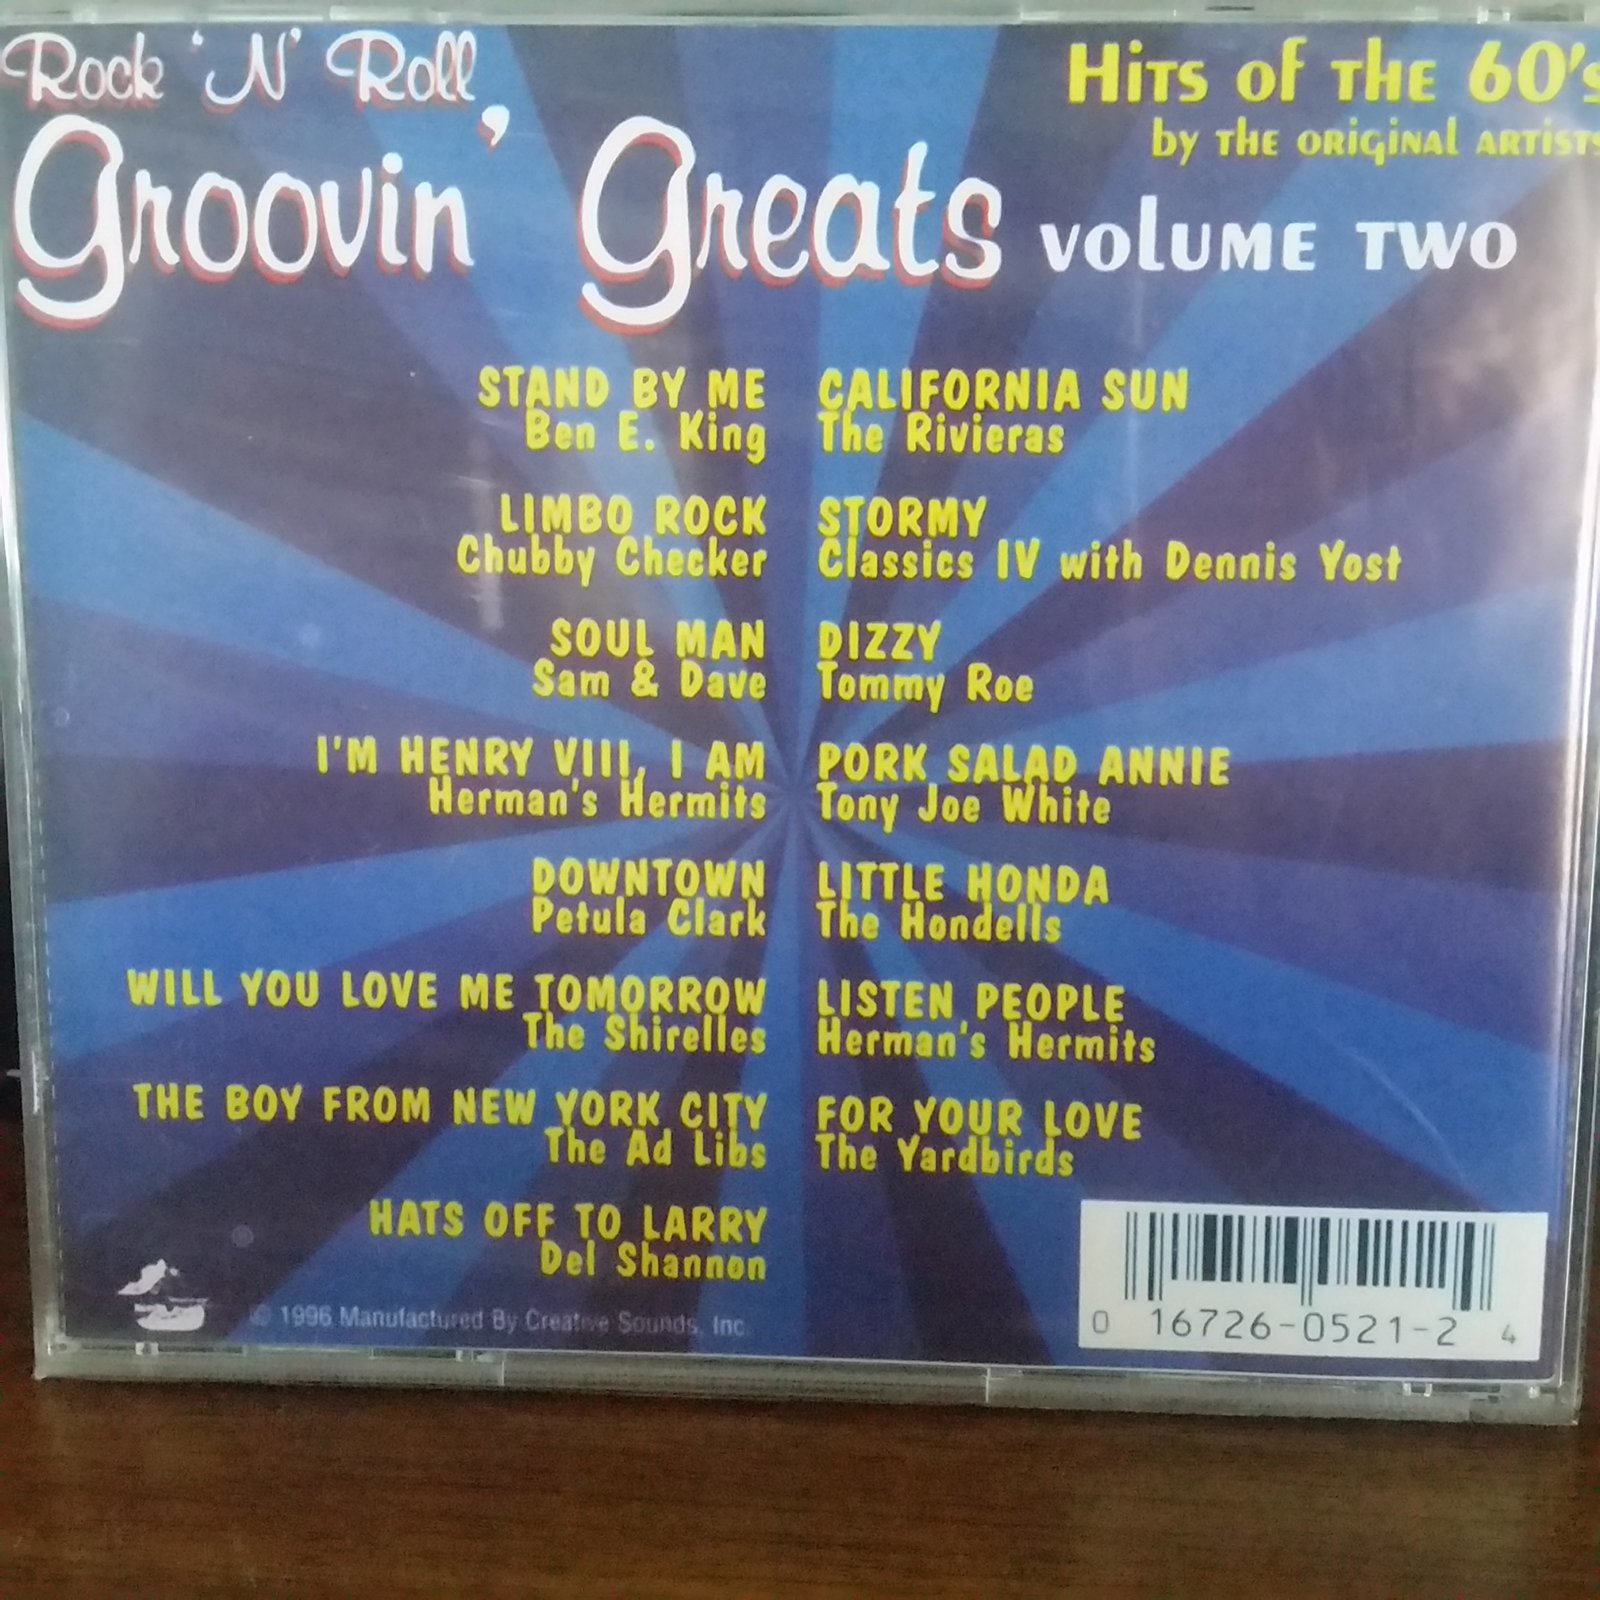 Rock 'N' Roll
Groovin' Greats
Hits of the 60's
by the original artists
Volume Two
STAND BY ME
Ben E. King
LIMBO ROCK
Chubby Checker
SOUL MAN
Sam & Dave
I'M HENRY VIII, I AM
Herman's Hermits
DOWNTOWN
Petula Clark
WILL YOU LOVE ME TOMORROW
The Shirelles
THE BOY FROM NEW YORK CITY
The Ad Libs
HATS OFF TO LARRY
Del Shannon
CALIFORNIA SUN
The Rivieras
STORMY
Classics IV with Dennis Yost
DIZZY
Tommy Roe
PORK SALAD ANNIE
Tony Joe White
LITTLE HONDA
The Hondells
LISTEN PEOPLE
Herman's Hermits
FOR YOUR LOVE
The Yardbirds
© 1996 Manufactured By Creative Sounds, Inc.
0 16726-0521-2 4